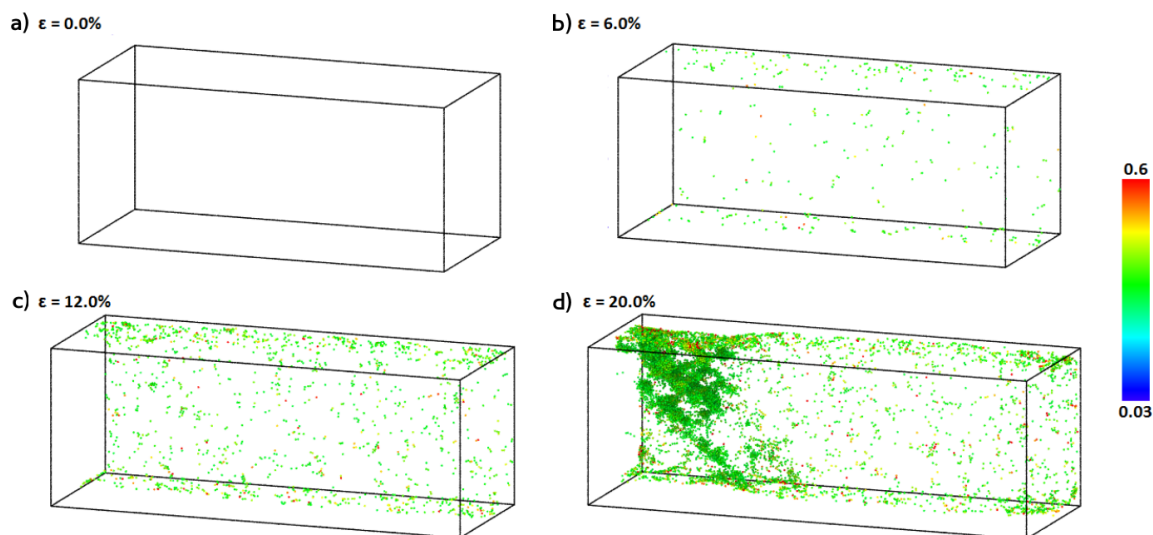 a) ε = 0.0%
b) ε = 6.0%
0.6
0.03
c) ε = 12.0%
d) ε = 20.0%